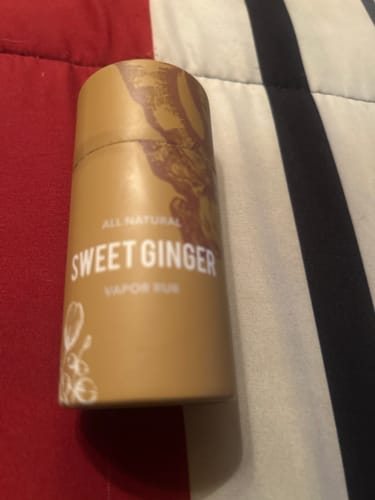 ALL NATURAL
SWEET GINGER
VAPOR RUB